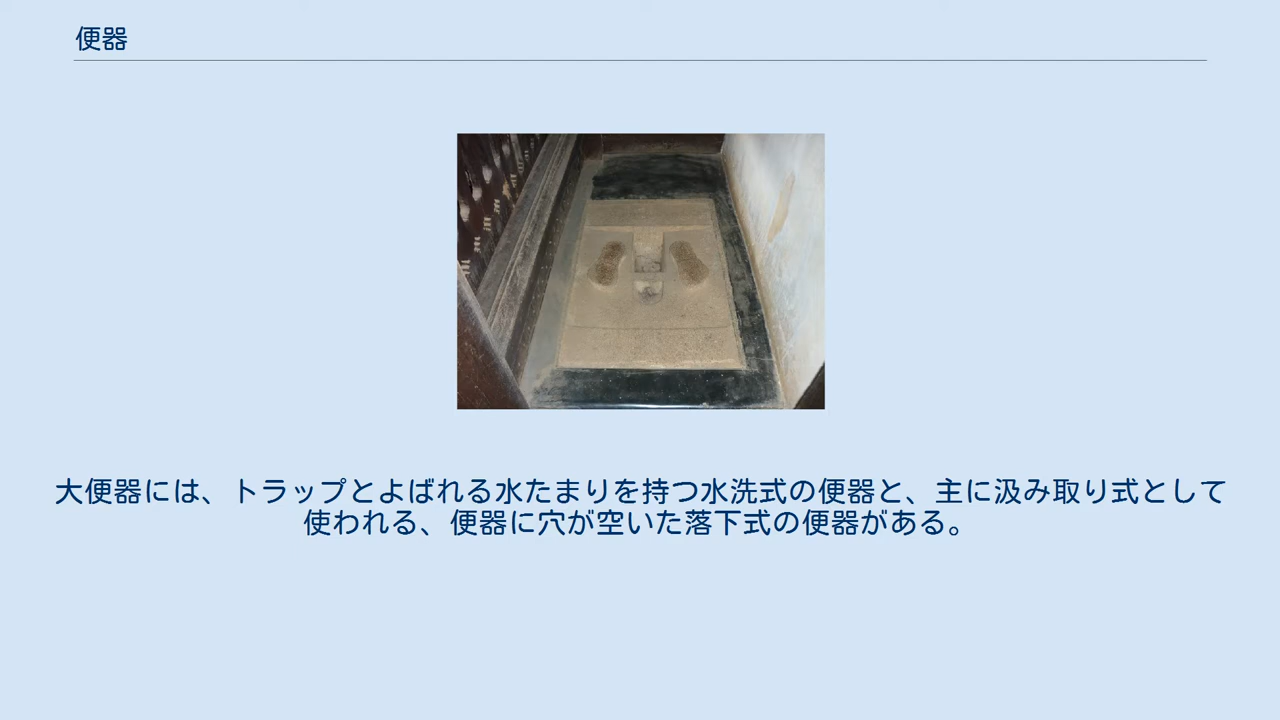 便器
大便器には、トラップとよばれる水たまりを持つ水洗式の便器と、主に汲み取り式として
使われる、便器に穴が空いた落下式の便器がある。